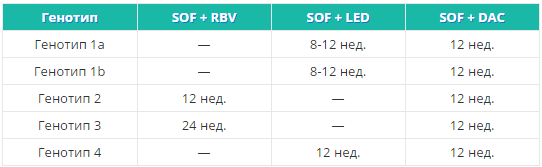 Генотип SOF + RBV SOF + LED SOF + DAC
Генотип 1a — 8-12 нед. 12 нед.
Генотип 1b — 8-12 нед. 12 нед.
Генотип 2 12 нед. — 12 нед.
Генотип 3 24 нед. — 12 нед.
Генотип 4 — 12 нед. 12 нед.